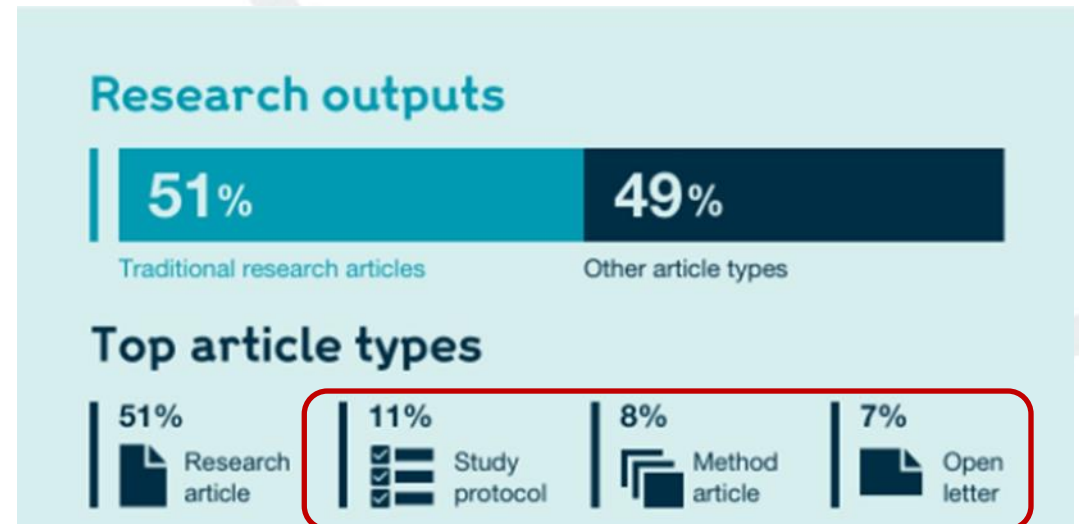 Research outputs
51% 49%
Traditional research articles Other article types
Top article types
51% 11% 8% 7%
Research Study Method Open
article protocol article letter